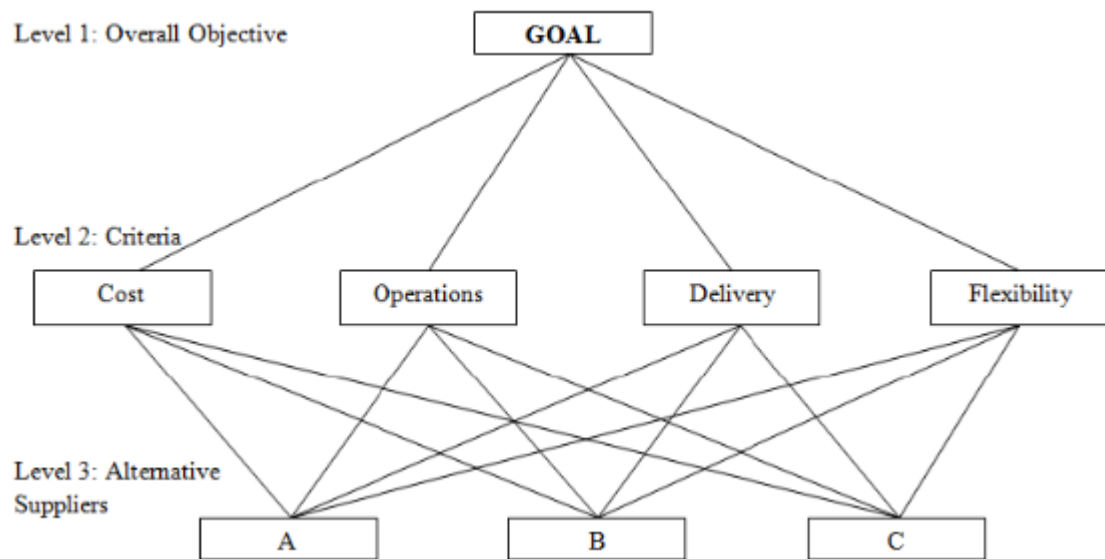 Level 1: Overall Objective
GOAL
Level 2: Criteria
Cost
Operations
Delivery
Flexibility
Level 3: Alternative
Suppliers
A
B
C